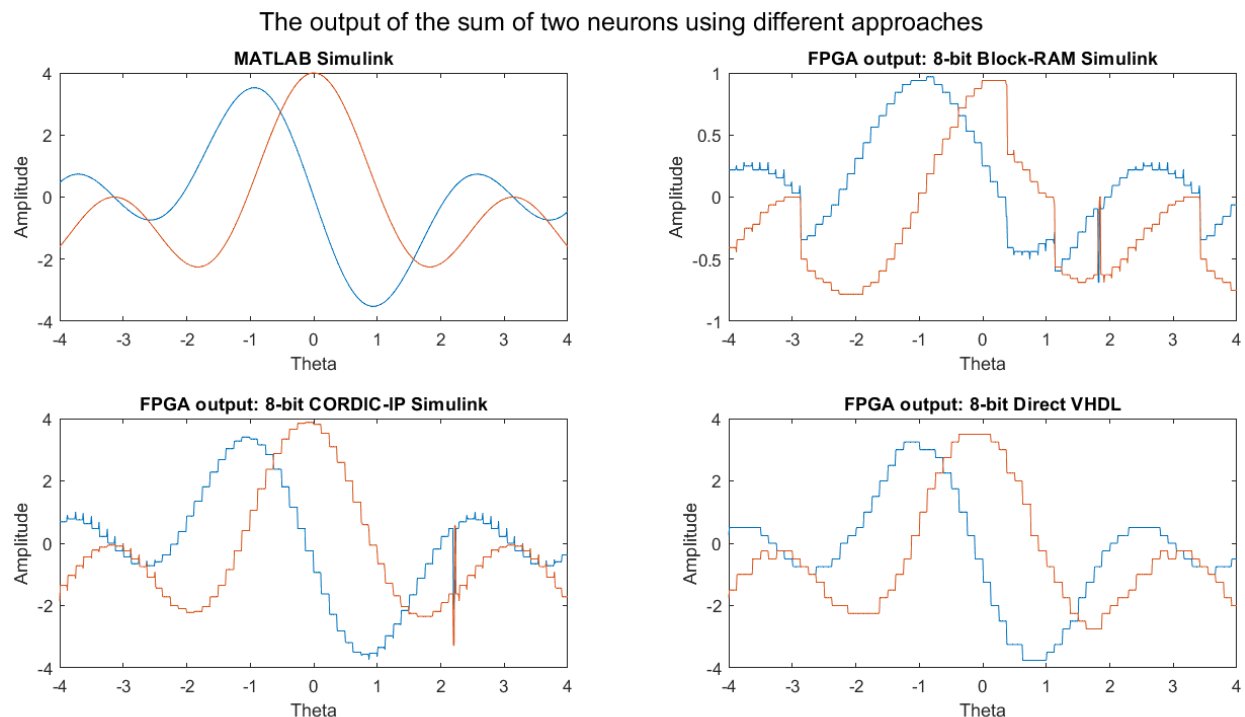 The output of the sum of two neurons using different approaches
MATLAB Simulink
Amplitude
4
2
0
-2
-4
-4 -3 -2 -1 0 1 2 3 4
Theta
FPGA output: 8-bit Block-RAM Simulink
Amplitude
1
0.5
0
-0.5
-1
-4 -3 -2 -1 0 1 2 3 4
Theta
FPGA output: 8-bit CORDIC-IP Simulink
Amplitude
4
2
0
-2
-4
-4 -3 -2 -1 0 1 2 3 4
Theta
FPGA output: 8-bit Direct VHDL
Amplitude
4
2
0
-2
-4
-4 -3 -2 -1 0 1 2 3 4
Theta